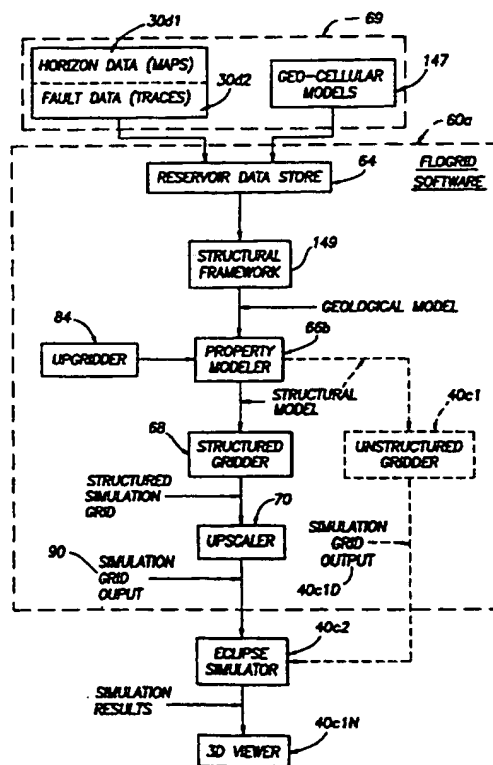 30d1
69
HORIZON DATA (MAPS)
FAULT DATA (TRACES)
30d2
GEO-CELLULAR
MODELS
147
60a
FLOGRID
SOFTWARE
RESERVOIR DATA STORE
64
STRUCTURAL
FRAMEWORK
149
GEOLOGICAL MODEL
84
66b
UPGRIDDER
PROPERTY
MODELER
STRUCTURAL
MODEL
40c1
68
STRUCTURED
GRIDDER
UNSTRUCTURED
GRIDDER
STRUCTURED
SIMULATION
GRID
70
UPSCALER
90
SIMULATION
GRID
OUPUT
SIMULATION
GRID
OUTPUT
40c1D
40c2
ECLIPSE
SIMULATOR
SIMULATION
RESULTS
40c1N
3D VIEWER